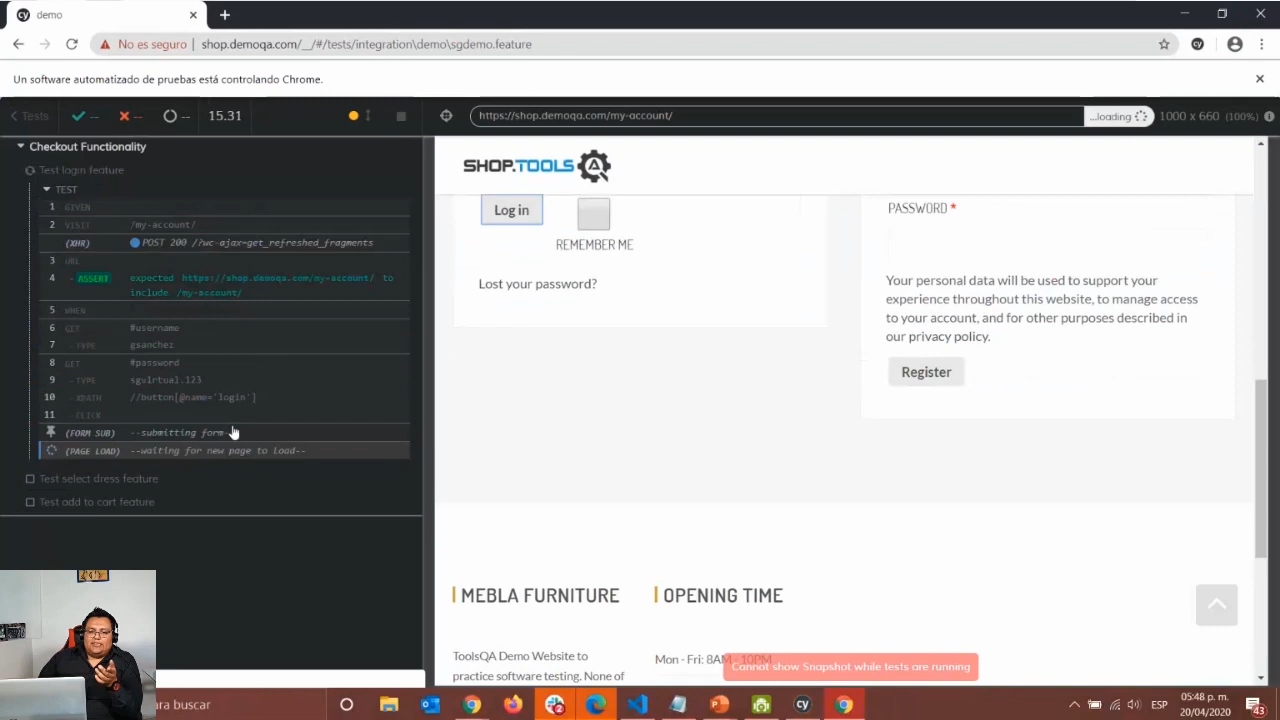 demo
No es seguro | shop.demoqa.com/__/#/tests/integration\demo\sgdemo.feature
Un software automatizado de pruebas está controlando Chrome.
Tests -- -- -- 15.31
https://shop.demoqa.com/my-account/ ...loading 1000 x 660 (100%)
Checkout Functionality
Test login feature
TEST
1 GIVEN
2 VISIT /my-account/
(XHR) POST 200 //wc-ajax=get_refreshed_fragments
3 URL
4 - ASSERT expected https://shop.demoqa.com/my-account/ to
include /my-account/
5 WHEN
6 GET #username
7 - TYPE gsanchez
8 GET #password
9 - TYPE sgv1rtual.123
10 - XPATH //button[@name='login']
11 - CLICK
(FORM SUB) --submitting form--
(PAGE LOAD) --waiting for new page to load--
Test select dress feature
Test add to cart feature
SHOP.TOOLS
Log in
REMEMBER ME
Lost your password?
PASSWORD *
Your personal data will be used to support your
experience throughout this website, to manage access
to your account, and for other purposes described in
our privacy policy.
Register
MEBLA FURNITURE
ToolsQA Demo Website to
practice software testing. None of
OPENING TIME
Mon - Fri: 8AM - 10PM
Cannot show Snapshot while tests are running
ara buscar
ESP
05:48 p. m.
20/04/2020
43